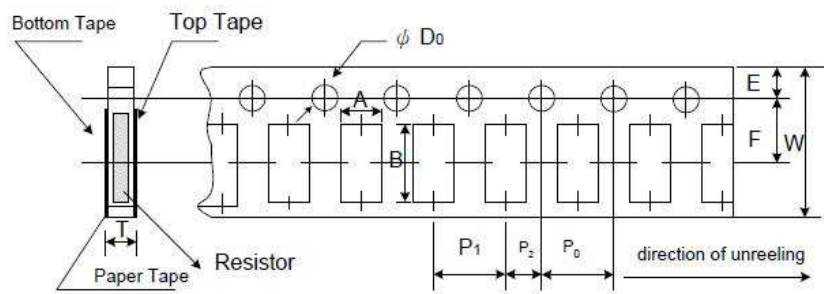 Bottom Tape
Top Tape
ψ D0
A
B
E
F
W
T
P1
P2
P0
Paper Tape
Resistor
direction of unreeling